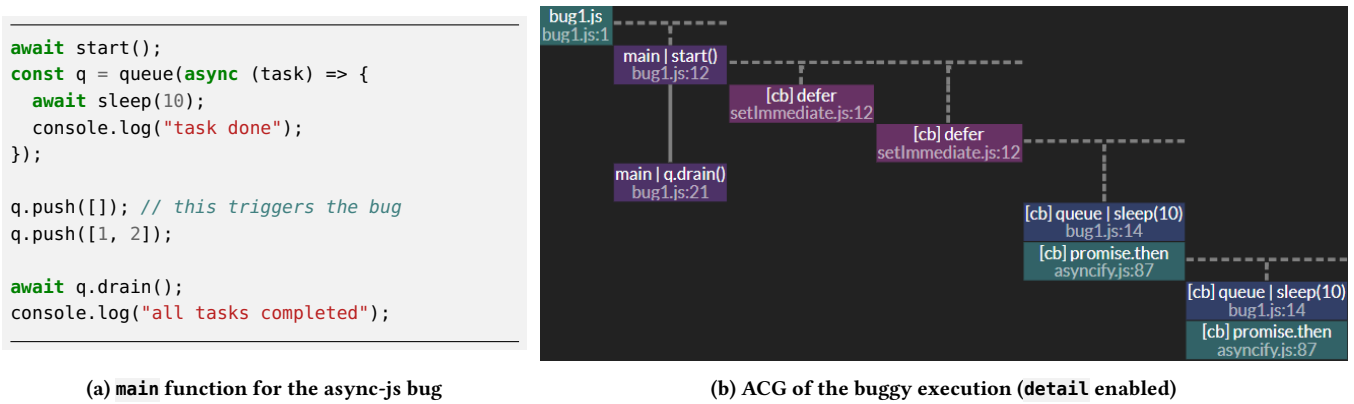 await start();
const q = queue(async (task) => {
  await sleep(10);
  console.log("task done");
});
q.push([]); // this triggers the bug
q.push([1, 2]);
await q.drain();
console.log("all tasks completed");
(a) main function for the async-js bug
bug1.js
bug1.js:1
main | start()
bug1.js:12
[cb] defer
setImmediate.js:12
[cb] defer
setImmediate.js:12
main | q.drain()
bug1.js:21
[cb] queue | sleep(10)
bug1.js:14
[cb] promise.then
asyncify.js:87
[cb] queue | sleep(10)
bug1.js:14
[cb] promise.then
asyncify.js:87
(b) ACG of the buggy execution (detail enabled)